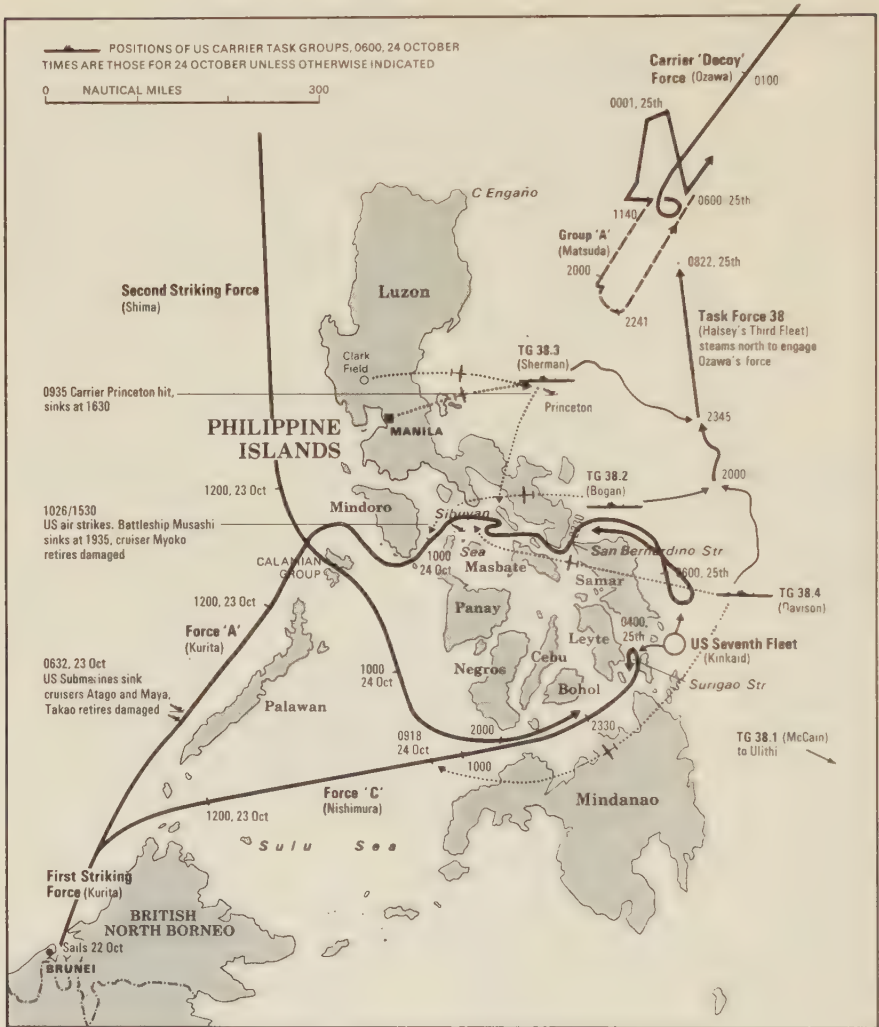 POSITIONS OF US CARRIER TASK GROUPS, 0600, 24 OCTOBER
TIMES ARE THOSE FOR 24 OCTOBER UNLESS OTHERWISE INDICATED
0 NAUTICAL MILES 300
Carrier 'Decoy'
Force (Ozawa)
0100
0001, 25th
C Engaño
1140
0600 25th
Group 'A'
(Matsuda)
2000
0822, 25th
2241
Second Striking Force
(Shima)
Luzon
Task Force 38
(Halsey's Third Fleet)
steams north to engage
Ozawa's force
Clark
Field
TG 38.3
(Sherman)
0935 Carrier Princeton hit,
sinks at 1630
Princeton
PHILIPPINE
ISLANDS
MANILA
2345
2000
1200, 23 Oct
TG 38.2
(Bogan)
Mindoro
1026/1530
US air strikes. Battleship Musashi
sinks at 1935, cruiser Myoko
retires damaged
Sibuyan
Sea
1000
24 Oct
Masbate
San Bernardino Str
CALAMIAN
GROUP
Samar
0600, 25th
TG 38.4
(Davison)
1200, 23 Oct
Panay
0400,
25th
Leyte
US Seventh Fleet
(Kinkaid)
Force 'A'
(Kurita)
Cebu
Negros
Bohol
Surigao Str
0632, 23 Oct
US Submarines sink
cruisers Atago and Maya,
Takao retires damaged
1000
24 Oct
Palawan
2000
2330
0918
24 Oct
1000
TG 38.1 (McCain)
to Ulithi
Force 'C'
(Nishimura)
1200, 23 Oct
Mindanao
Sulu Sea
First Striking
Force (Kurita)
BRITISH
NORTH BORNEO
Sails 22 Oct
BRUNEI